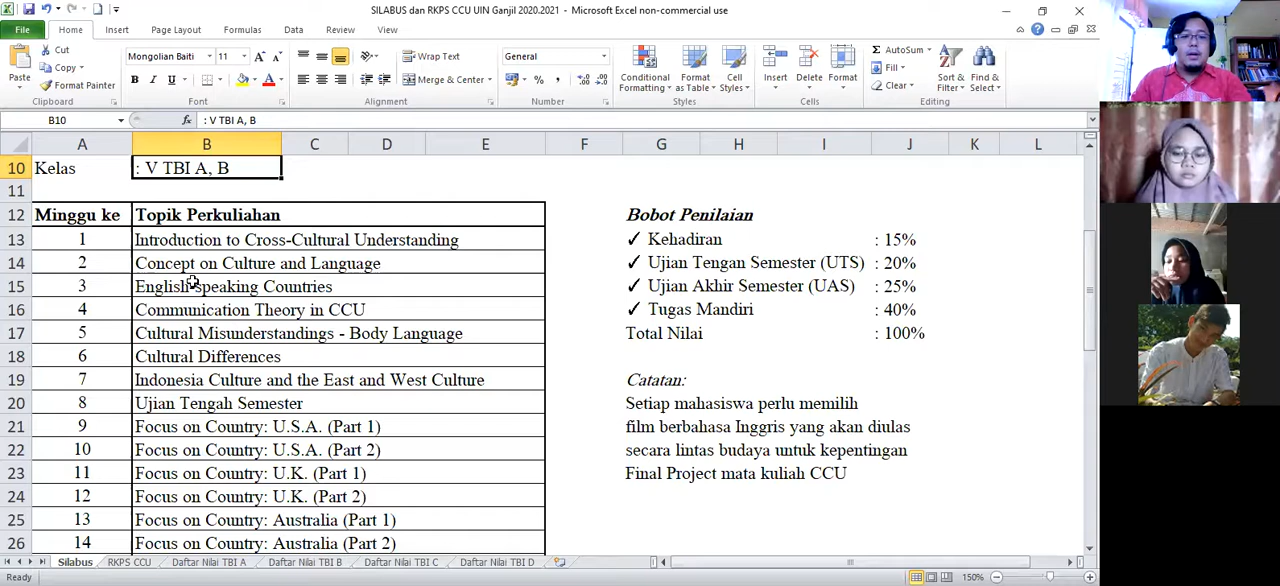 SILABUS dan RKPS CCU UIN Ganjil 2020.2021 - Microsoft Excel non-commercial use
File Home Insert Page Layout Formulas Data Review View
Paste
Cut
Copy
Format Painter
Clipboard
Mongolian Baiti 11
B I U
A A
Font
Wrap Text
Merge & Center
Alignment
General
% ,
Number
Conditional Formatting
Format as Table
Cell Styles
Styles
Insert Delete Format
Cells
AutoSum
Fill
Clear
Sort & Filter
Find & Select
Editing
B10 fx : V TBI A, B
A B C D E F G H I J K L
10 Kelas : V TBI A, B
11
12 Minggu ke Topik Perkuliahan Bobot Penilaian
13 1 Introduction to Cross-Cultural Understanding ✓ Kehadiran : 15%
14 2 Concept on Culture and Language ✓ Ujian Tengan Semester (UTS) : 20%
15 3 English-speaking Countries ✓ Ujian Akhir Semester (UAS) : 25%
16 4 Communication Theory in CCU ✓ Tugas Mandiri : 40%
17 5 Cultural Misunderstandings - Body Language Total Nilai : 100%
18 6 Cultural Differences
19 7 Indonesia Culture and the East and West Culture Catatan:
20 8 Ujian Tengah Semester Setiap mahasiswa perlu memilih
21 9 Focus on Country: U.S.A. (Part 1) film berbahasa Inggris yang akan diulas
22 10 Focus on Country: U.S.A. (Part 2) secara lintas budaya untuk kepentingan
23 11 Focus on Country: U.K. (Part 1) Final Project mata kuliah CCU
24 12 Focus on Country: U.K. (Part 2)
25 13 Focus on Country: Australia (Part 1)
26 14 Focus on Country: Australia (Part 2)
Silabus RKPS CCU Daftar Nilai TBI A Daftar Nilai TBI B Daftar Nilai TBI C Daftar Nilai TBI D
Ready 150%